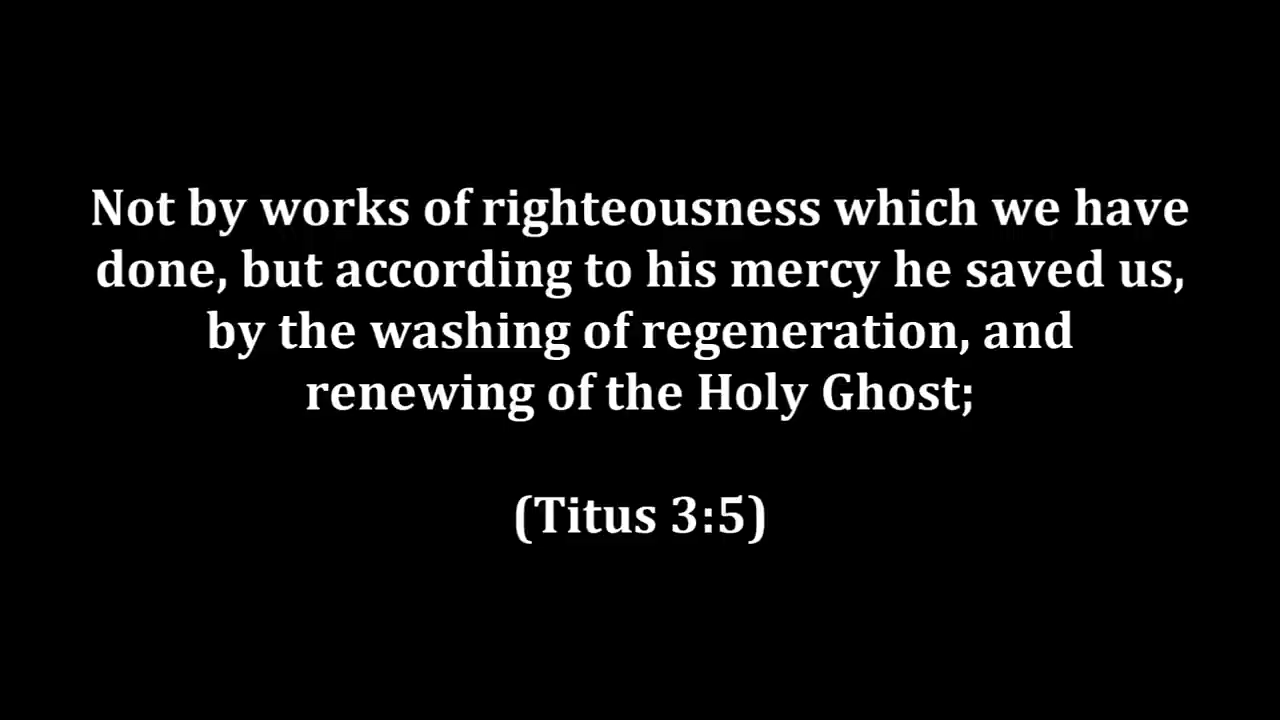 Not by works of righteousness which we have
done, but according to his mercy he saved us,
by the washing of regeneration, and
renewing of the Holy Ghost;
(Titus 3:5)